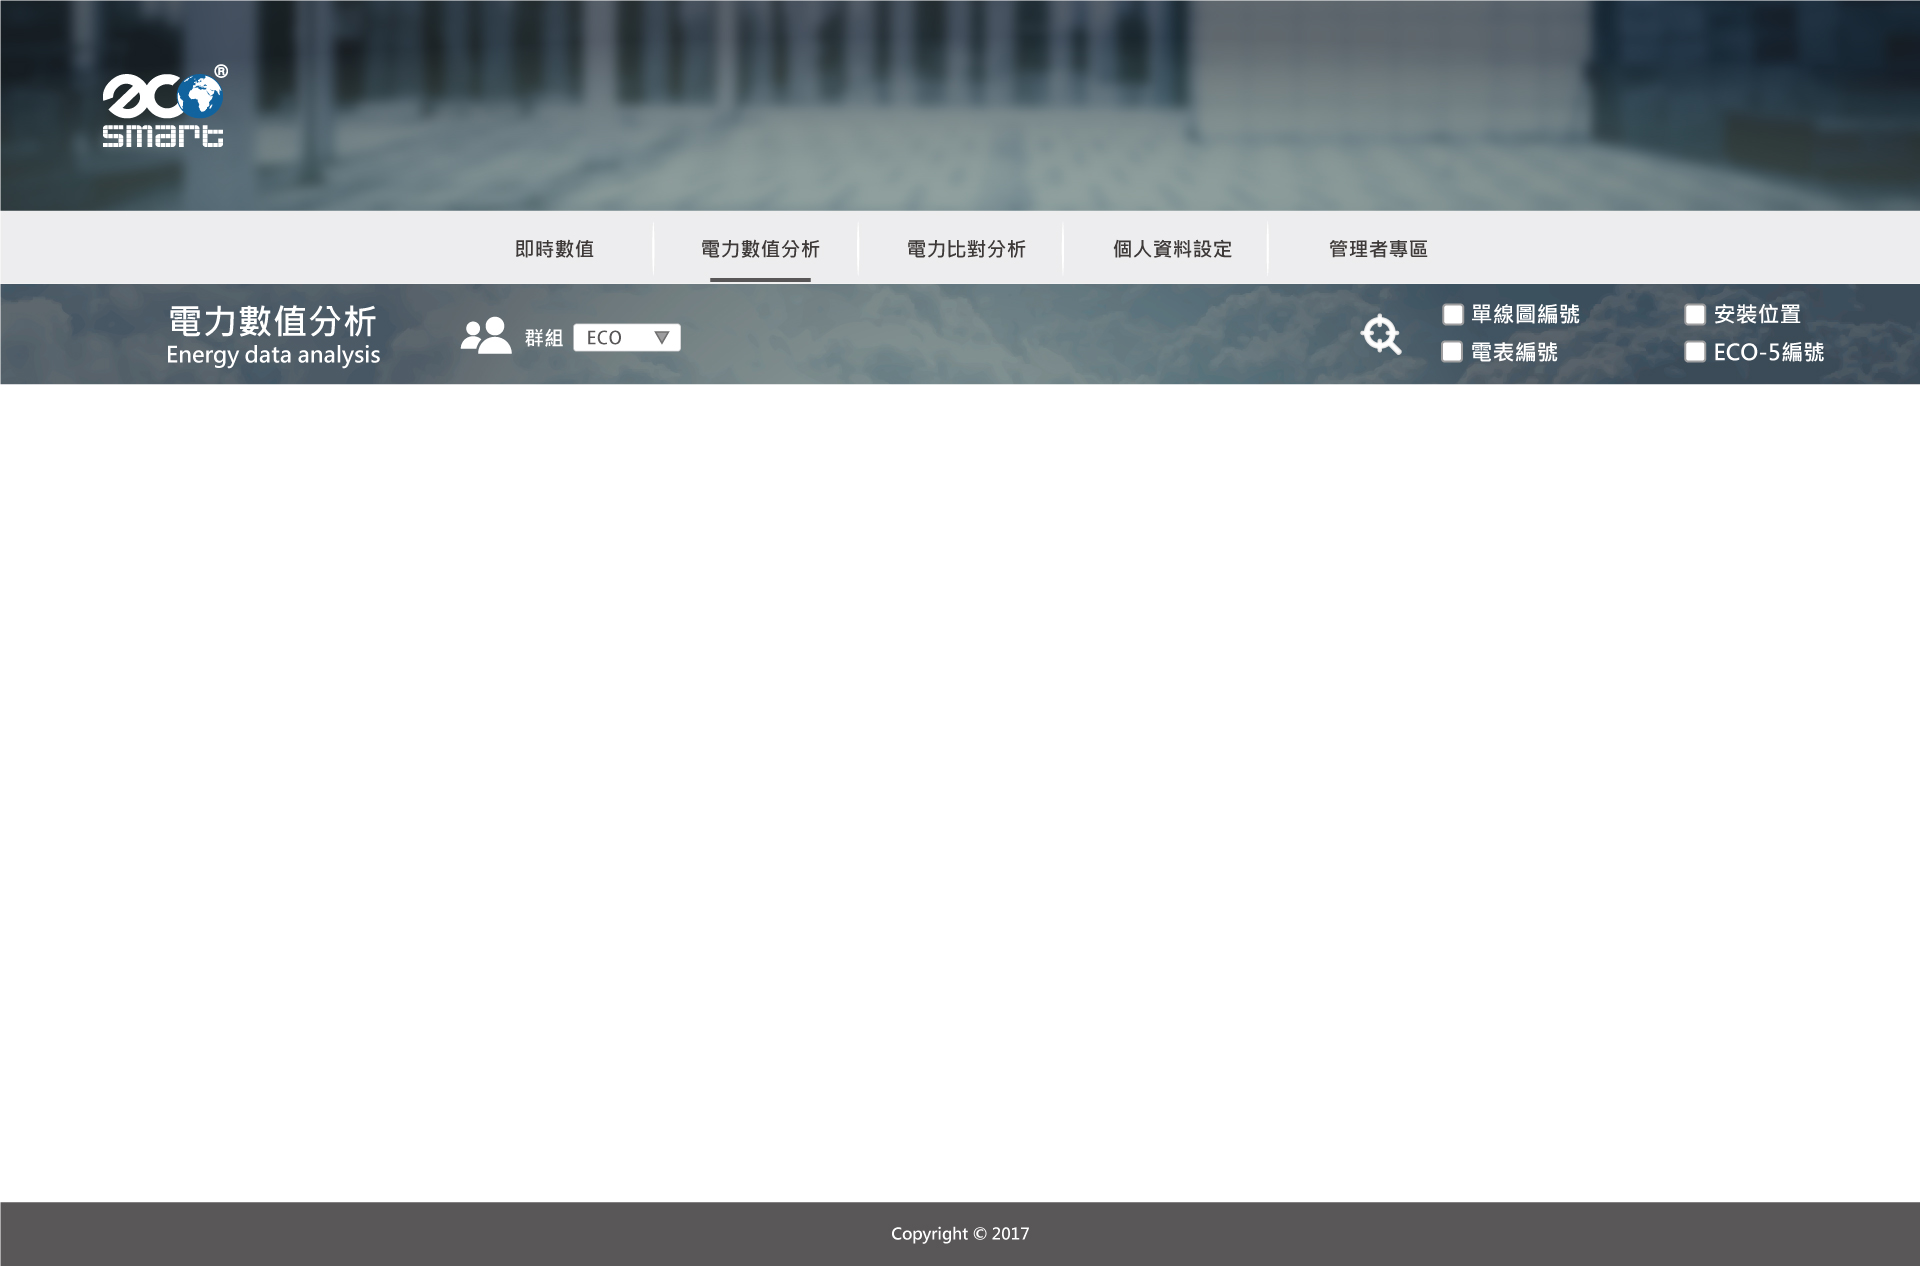 eco®
smart
即時數值
電力數值分析
電力比對分析
個人資料設定
管理者專區
電力數值分析
Energy data analysis
群組
ECO
單線圖編號
安裝位置
電表編號
ECO-5編號
Copyright © 2017